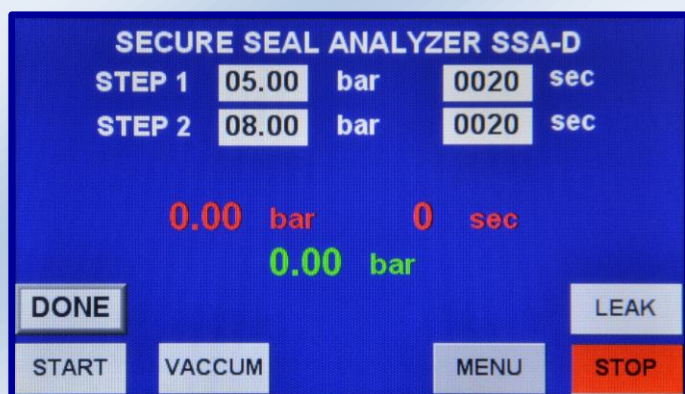 SECURE SEAL ANALYZER SSA-D
STEP 1 05.00 bar 0020 sec
STEP 2 08.00 bar 0020 sec
0.00 bar 0 sec
0.00 bar
DONE LEAK
START VACCUM MENU STOP